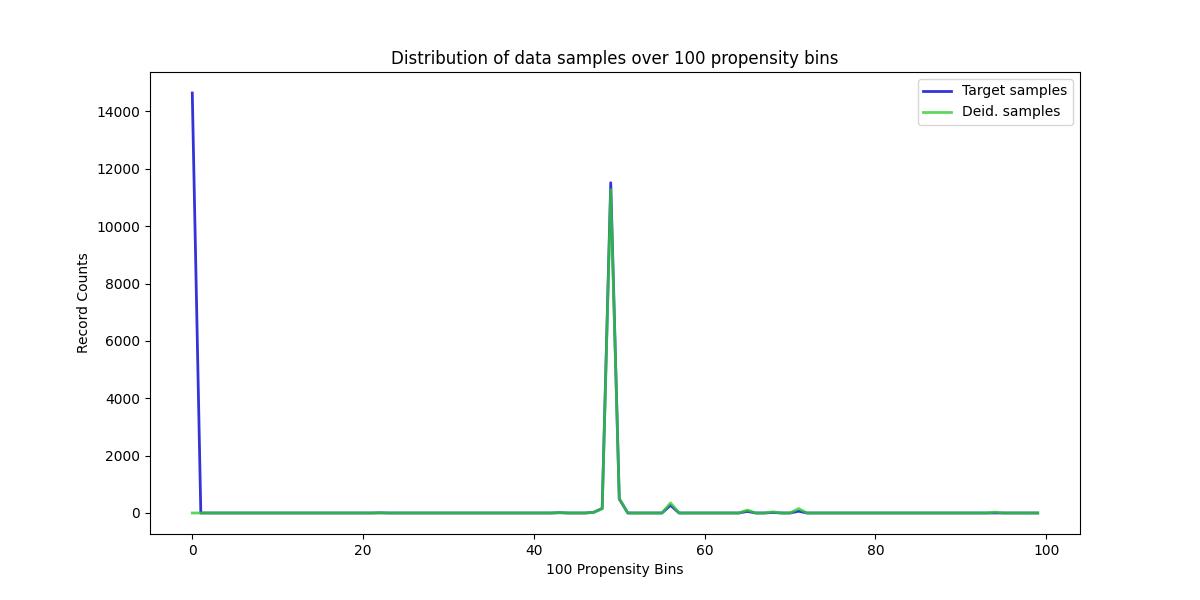 Distribution of data samples over 100 propensity bins
Target samples
Deid. samples
14000
12000
10000
8000
6000
4000
2000
0
Record Counts
0 20 40 60 80 100
100 Propensity Bins